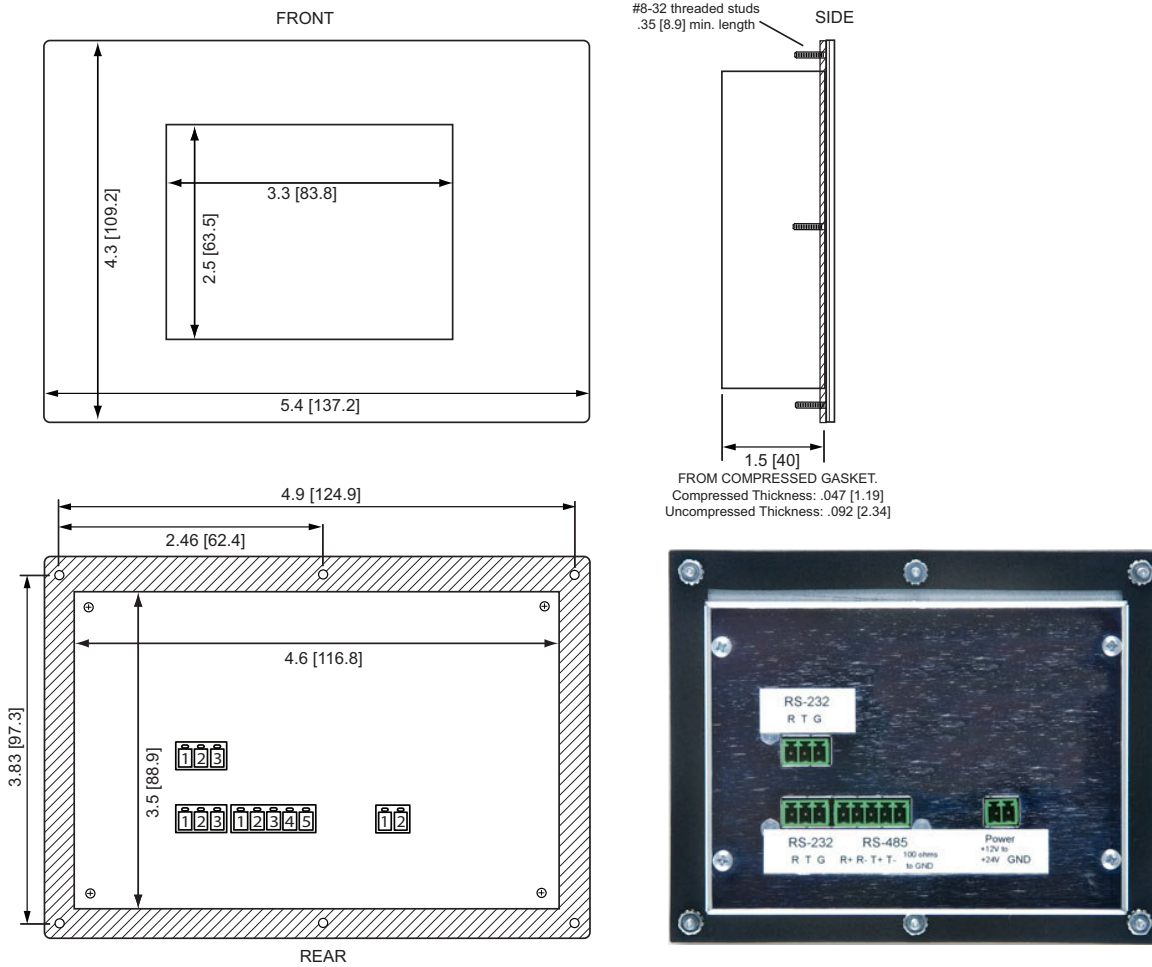 FRONT
4.3 [109.2]
3.3 [83.8]
2.5 [63.5]
5.4 [137.2]
#8-32 threaded studs
.35 [8.9] min. length
SIDE
1.5 [40]
FROM COMPRESSED GASKET.
Compressed Thickness: .047 [1.19]
Uncompressed Thickness: .092 [2.34]
4.9 [124.9]
2.46 [62.4]
3.83 [97.3]
4.6 [116.8]
3.5 [88.9]
1 2 3
1 2 3 1 2 3 4 5 1 2
REAR
RS-232
R T G
RS-232 RS-485 Power
R T G R+ R- T+ T- 100 ohms to GND +12V to +24V GND